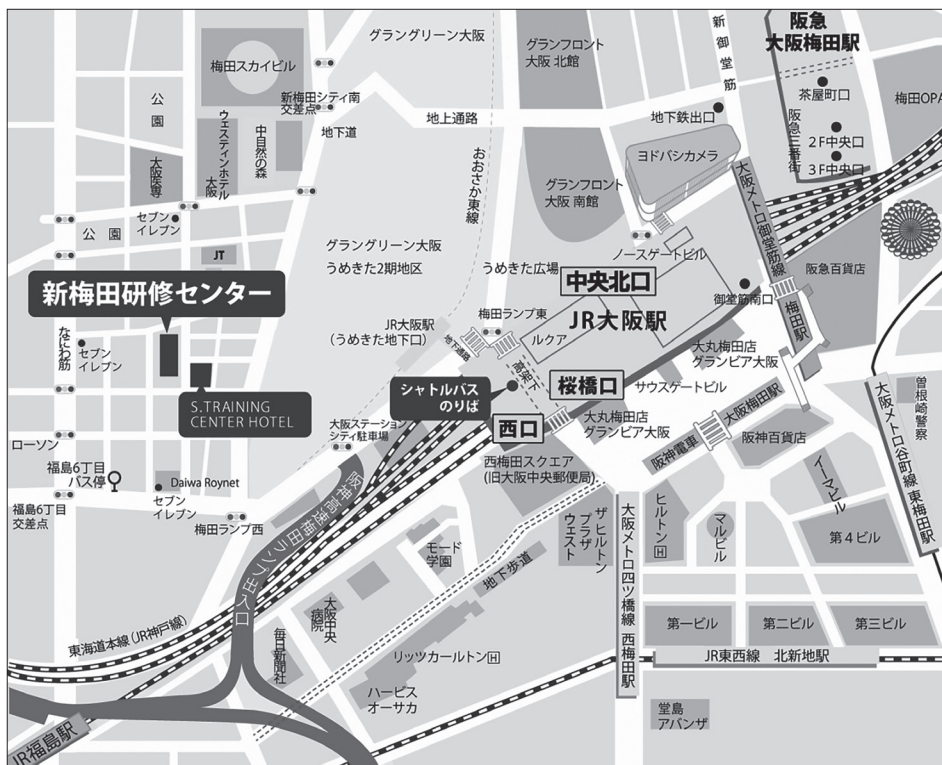 グラングリーン大阪
グランフロント
大阪 北館
新御堂筋
阪急
大阪梅田駅
梅田スカイビル
公園
新梅田シティ南
交差点
地下道
地上通路
地下鉄出口
茶屋町口
梅田OPA
2F中央口
3F中央口
阪急三番街
ウェスティンホテル
大阪
中自然の森
大阪医専
おおさか東線
ヨドバシカメラ
グランフロント
大阪 南館
セブン
イレブン
公園
JT
グラングリーン大阪
うめきた2期地区
うめきた広場
ノースゲートビル
大阪メトロ御堂筋線
梅田駅
阪急百貨店
新梅田研修センター
中央北口
JR大阪駅
御堂筋南口
梅田ランプ東
ルクア
JR大阪駅
(うめきた地下口)
地下通路
高架下
なにわ筋
セブン
イレブン
S.TRAINING
CENTER HOTEL
シャトルバス
のりば
桜橋口
大丸梅田店
グランビア大阪
サウスゲートビル
西口
大丸梅田店
グランビア大阪
大阪梅田駅
阪神電車
阪神百貨店
大阪メトロ谷町線 東梅田駅
曽根崎警察
ローソン
大阪ステーション
シティ駐車場
福島6丁目
バス停
Daiwa Roynet
セブン
イレブン
福島6丁目
交差点
梅田ランプ西
阪神高速梅田ランプ出入口
西梅田スクエア
(旧大阪中央郵便局)
ザヒルトン
プラザ
ウェスト
ヒルトンH
マルビル
イーマビル
第4ビル
モード
学園
地下歩道
大阪メトロ四ツ橋線 西梅田駅
大阪中央
病院
毎日新聞社
東海道本線(JR神戸線)
リッツカールトンH
ハービス
オーサカ
第一ビル
第二ビル
第三ビル
JR東西線 北新地駅
堂島
アバンザ
JR福島駅